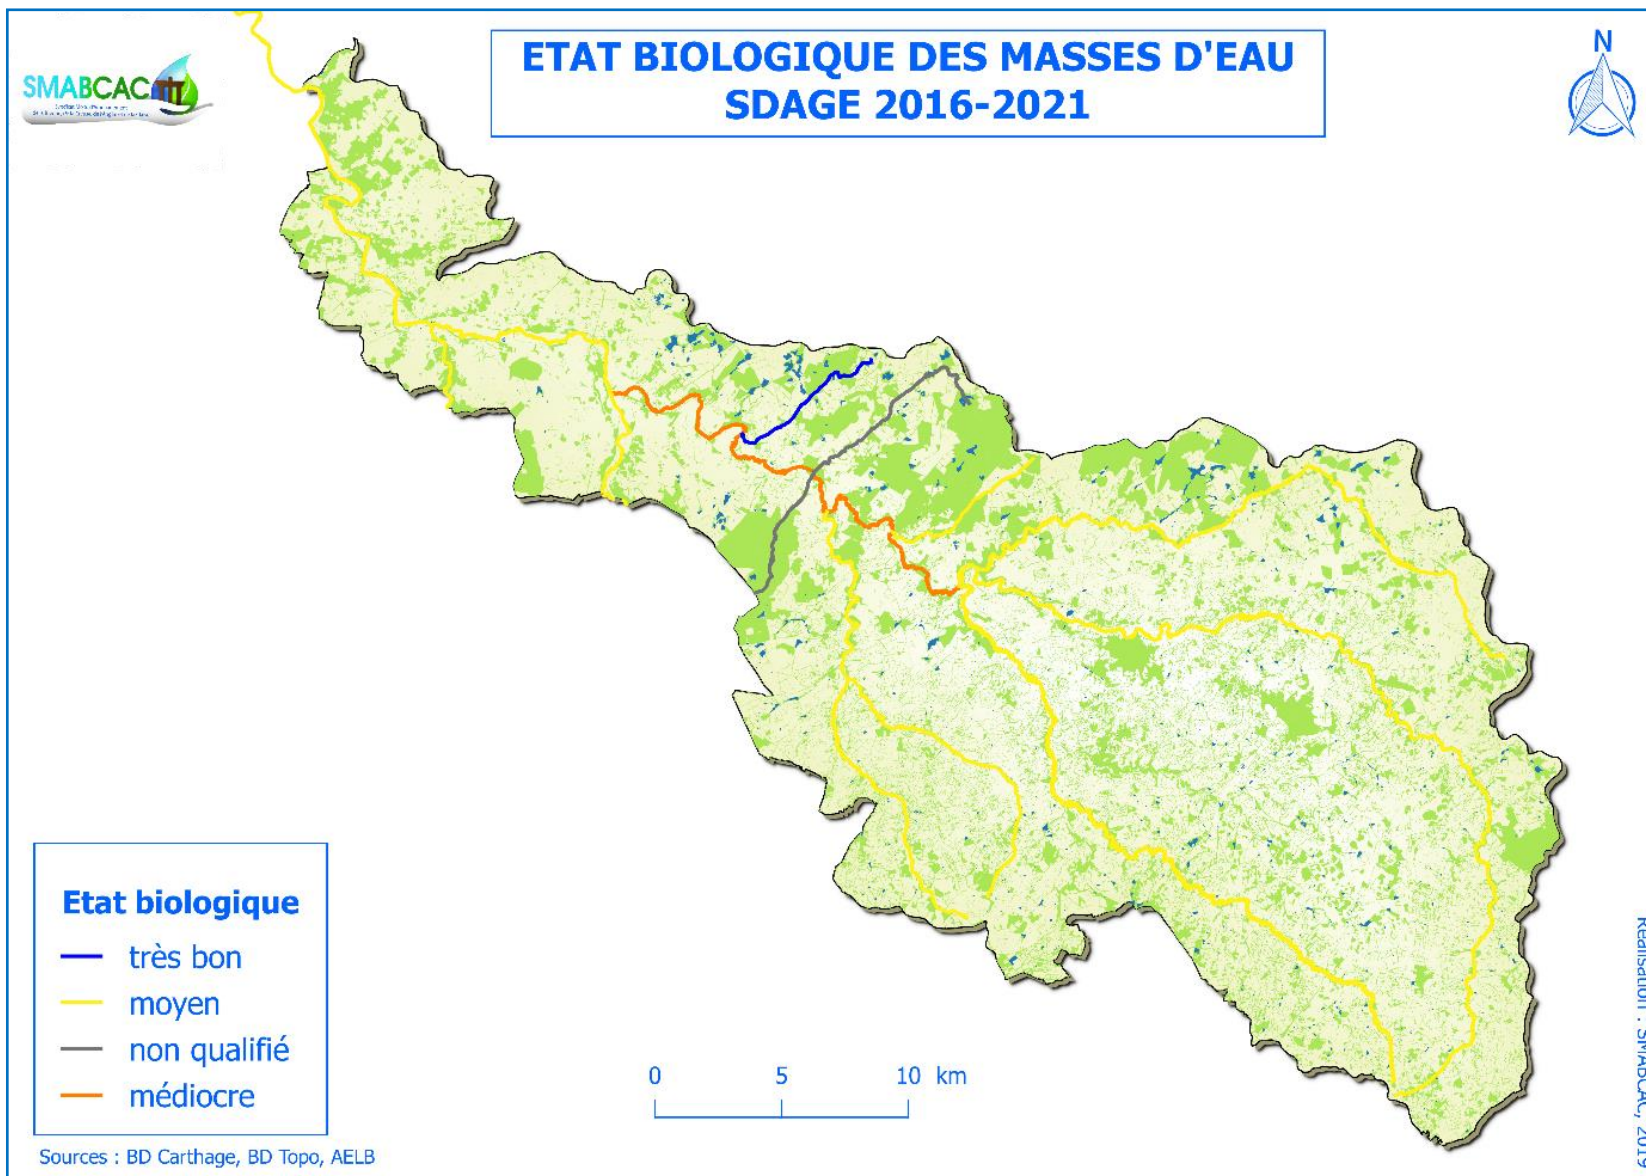 SMABCAC
ETAT BIOLOGIQUE DES MASSES D'EAU
SDAGE 2016-2021
N
Etat biologique
très bon
moyen
non qualifié
médiocre
0 5 10 km
Sources : BD Carthage, BD Topo, AELB
Réalisation : SMABCAC, 2019